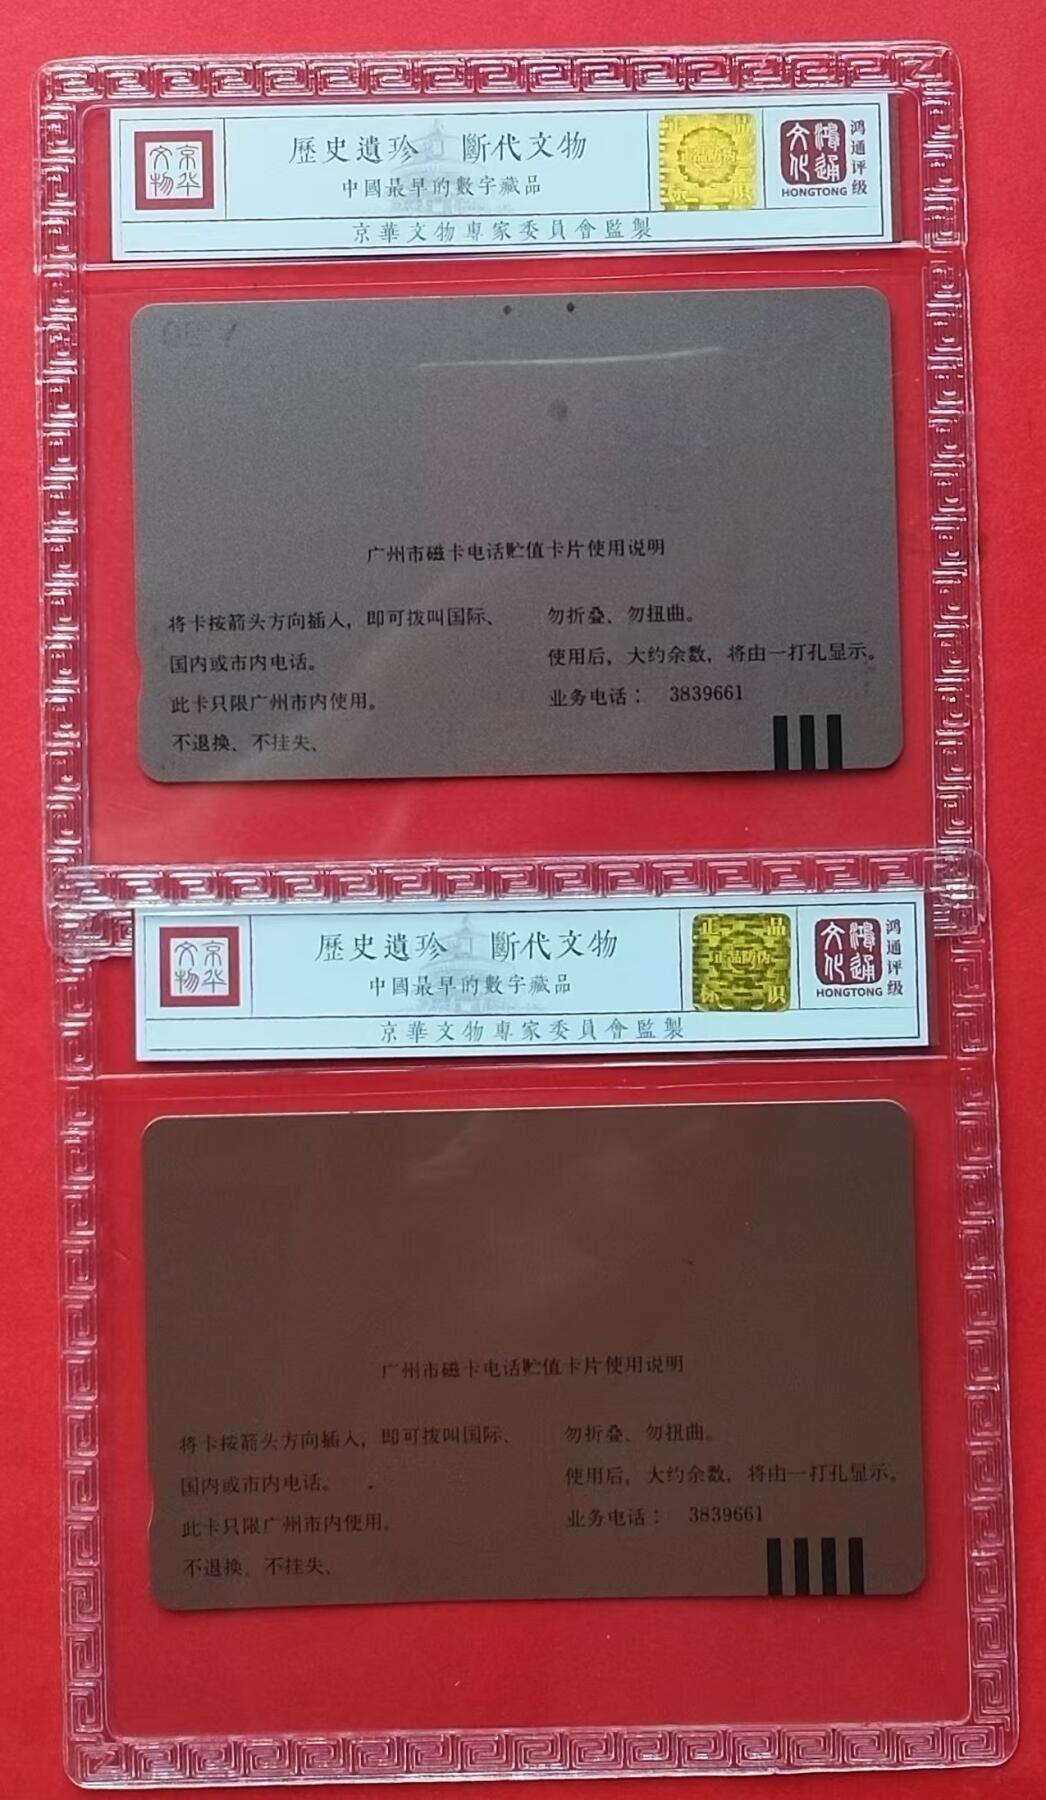 京华文物
歷史遺珍 斷代文物
中國最早的數字藏品
京華文物專家委員會監製
正品
标识
鴻通文化
HONGTONG
鸿通评级
广州市磁卡电话贮值卡片使用说明
将卡按箭头方向插入，即可拨叫国际、
国内或市内电话。
此卡只限广州市内使用。
不退换、不挂失、
勿折叠、勿扭曲。
使用后，大约余数，将由一打孔显示。
业务电话： 3839661
京华文物
歷史遺珍 斷代文物
中國最早的數字藏品
京華文物專家委員會監製
正品
正品防伪
标识
鴻通文化
HONGTONG
鸿通评级
广州市磁卡电话贮值卡片使用说明
将卡按箭头方向插入，即可拨叫国际、
国内或市内电话。
此卡只限广州市内使用。
不退换、不挂失、
勿折叠、勿扭曲。
使用后，大约余数，将由一打孔显示。
业务电话： 3839661